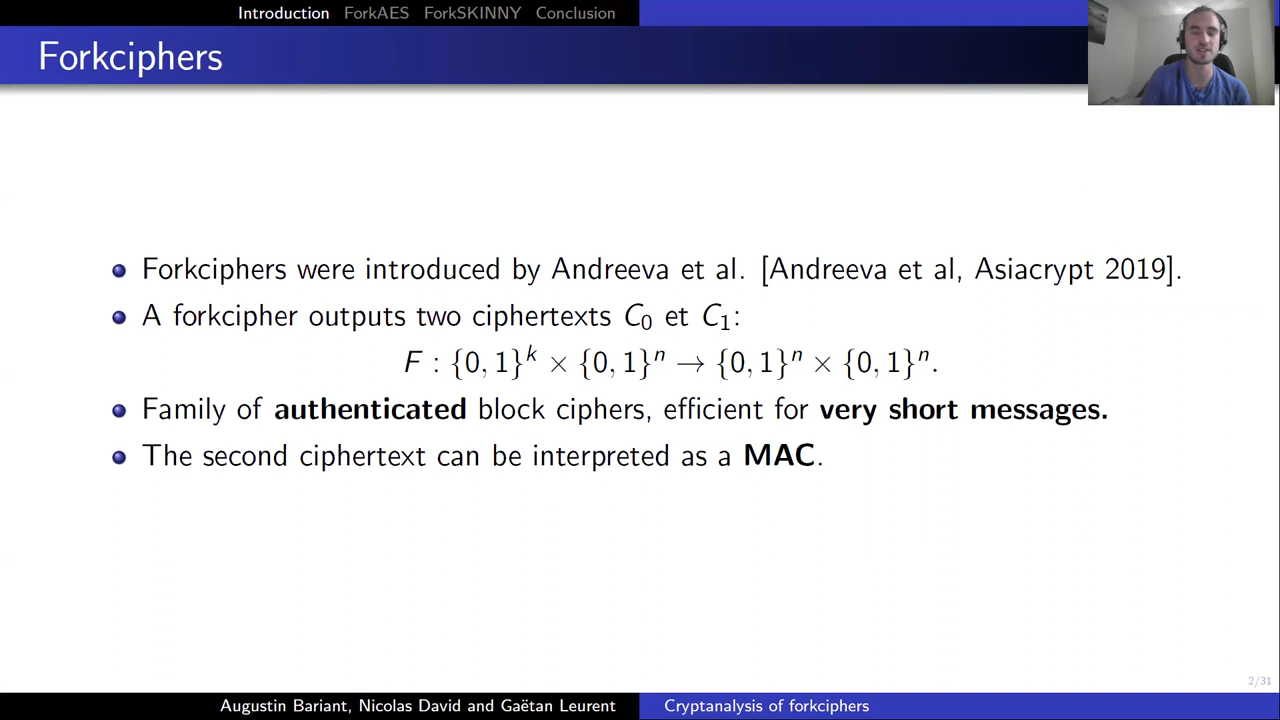 Introduction ForkAES ForkSKINNY Conclusion
Forkciphers
Forkciphers were introduced by Andreeva et al. [Andreeva et al, Asiacrypt 2019].
A forkcipher outputs two ciphertexts C₀ et C₁:
F : {0, 1}ᵏ × {0, 1}ⁿ → {0, 1}ⁿ × {0, 1}ⁿ.
Family of authenticated block ciphers, efficient for very short messages.
The second ciphertext can be interpreted as a MAC.
2/31
Augustin Bariant, Nicolas David and Gaëtan Leurent Cryptanalysis of forkciphers